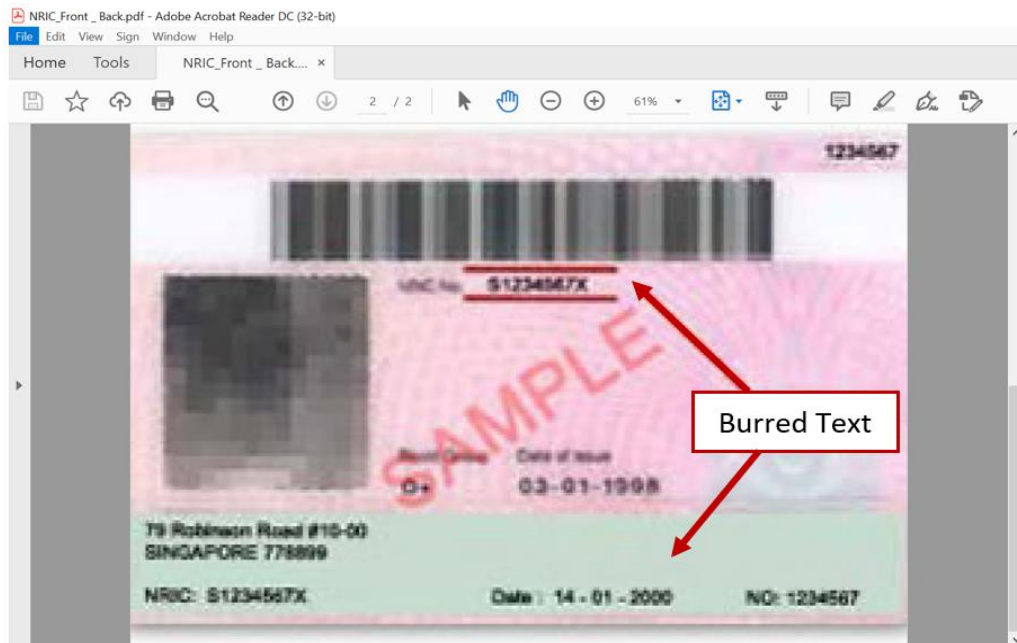 NRIC_Front _ Back.pdf - Adobe Acrobat Reader DC (32-bit)
File Edit View Sign Window Help
Home Tools NRIC_Front _ Back.... ×
2 / 2 61%
1234567
NRIC No. S1234567X
SAMPLE
Burred Text
Blood Group Date of issue
O+ 03-01-1998
79 Robinson Road #10-00
SINGAPORE 778899
NRIC: S1234567X Date : 14 - 01 - 2000 NO: 1234567